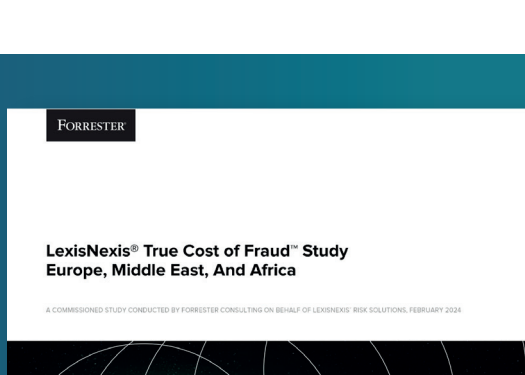 FORRESTER®
LexisNexis® True Cost of Fraud™ Study
Europe, Middle East, And Africa
A COMMISSIONED STUDY CONDUCTED BY FORRESTER CONSULTING ON BEHALF OF LEXISNEXIS® RISK SOLUTIONS, FEBRUARY 2024